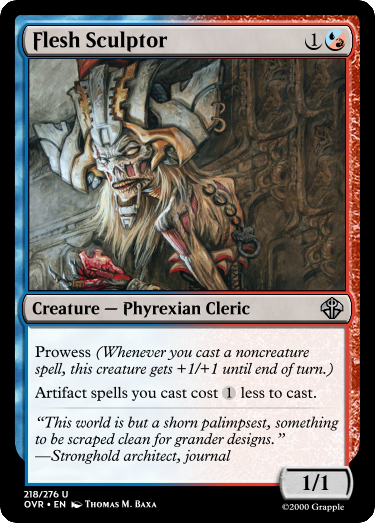 Flesh Sculptor 1
Creature — Phyrexian Cleric
Prowess (Whenever you cast a noncreature
spell, this creature gets +1/+1 until end of turn.)
Artifact spells you cast cost 1 less to cast.
“This world is but a shorn palimpsest, something
to be scraped clean for grander designs.”
—Stronghold architect, journal
1/1
218/276 U
OVR • EN Thomas M. Baxa
©2000 Grapple